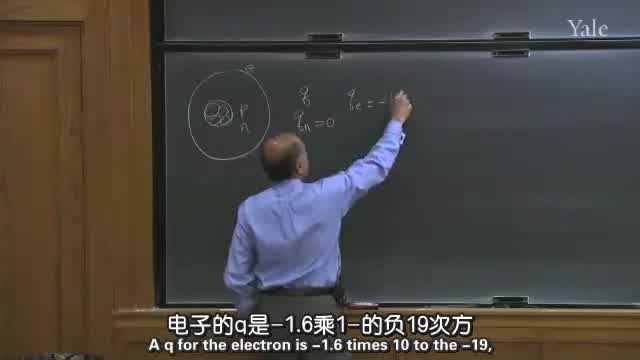 Yale
e
p
n
q
q_n = 0
q_e = -1
电子的q是-1.6乘1-的负19次方
A q for the electron is -1.6 times 10 to the -19,